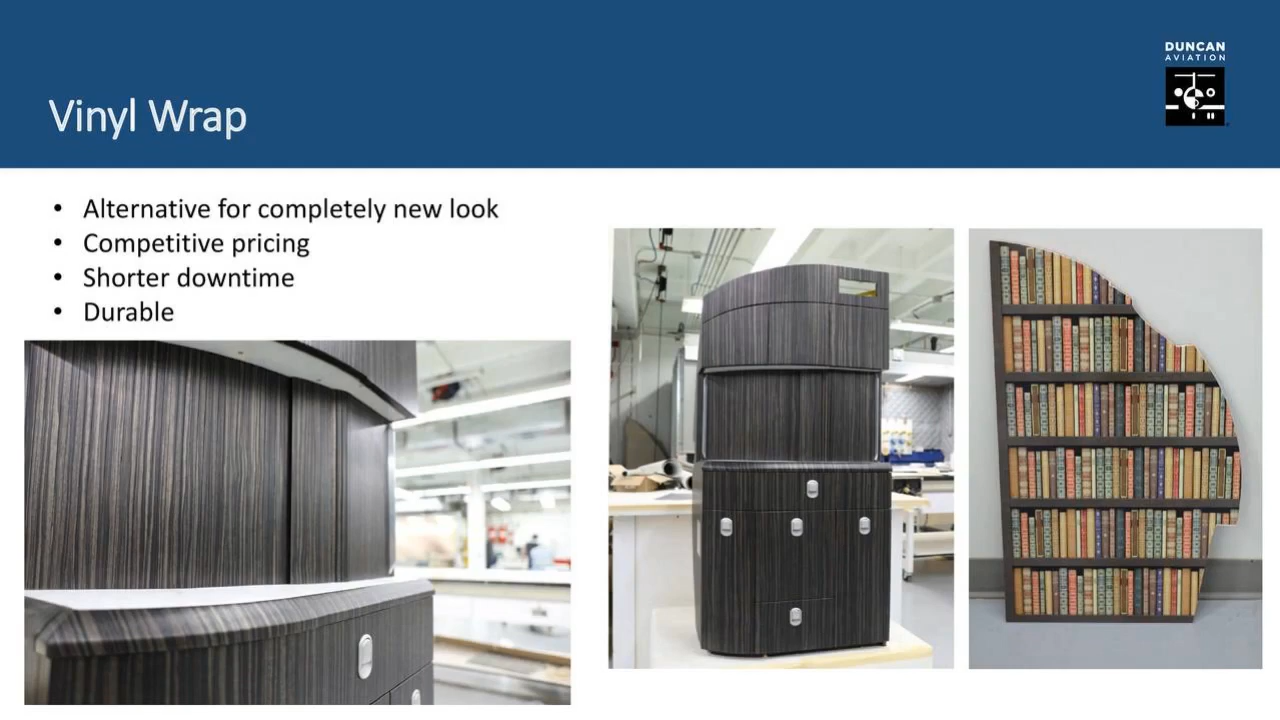 DUNCAN
AVIATION
Vinyl Wrap
• Alternative for completely new look
• Competitive pricing
• Shorter downtime
• Durable